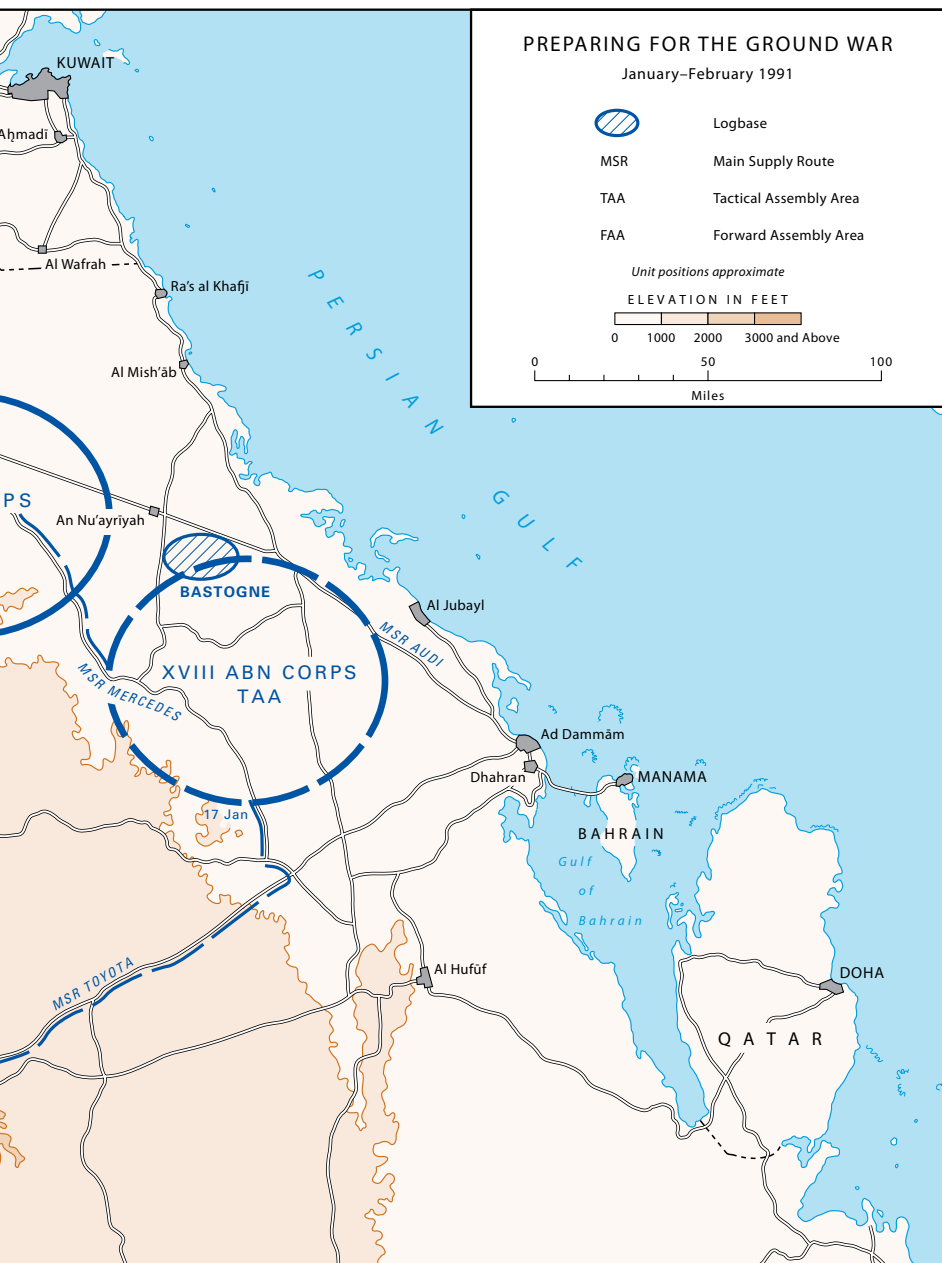 PREPARING FOR THE GROUND WAR
January–February 1991
Logbase
MSR Main Supply Route
TAA Tactical Assembly Area
FAA Forward Assembly Area
Unit positions approximate
ELEVATION IN FEET
0 1000 2000 3000 and Above
0 50 100
Miles
KUWAIT
Aḩmadī
Al Wafrah
Ra's al Khafjī
Al Mish'āb
PERSIAN
GULF
PS
An Nu'ayrīyah
BASTOGNE
Al Jubayl
MSR AUDI
XVIII ABN CORPS
TAA
MSR MERCEDES
Ad Dammām
Dhahran
MANAMA
17 Jan
BAHRAIN
Gulf
of
Bahrain
MSR TOYOTA
Al Hufūf
DOHA
QATAR